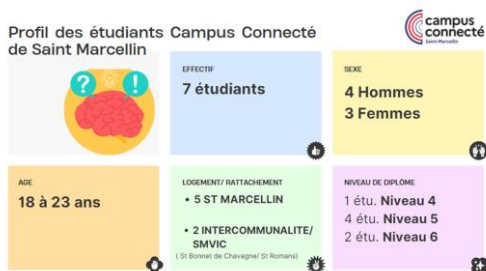 Profil des étudiants Campus Connecté
de Saint Marcellin
campus
connecté
Saint-Marcellin
? !
EFFECTIF
7 étudiants
SEXE
4 Hommes
3 Femmes
AGE
18 à 23 ans
LOGEMENT/ RATTACHEMENT
• 5 ST MARCELLIN
• 2 INTERCOMMUNALITE/
SMVIC
( St Bonnet de Chavagne/ St Romans)
NIVEAU DE DIPLÔME
1 étu. Niveau 4
4 étu. Niveau 5
2 étu. Niveau 6